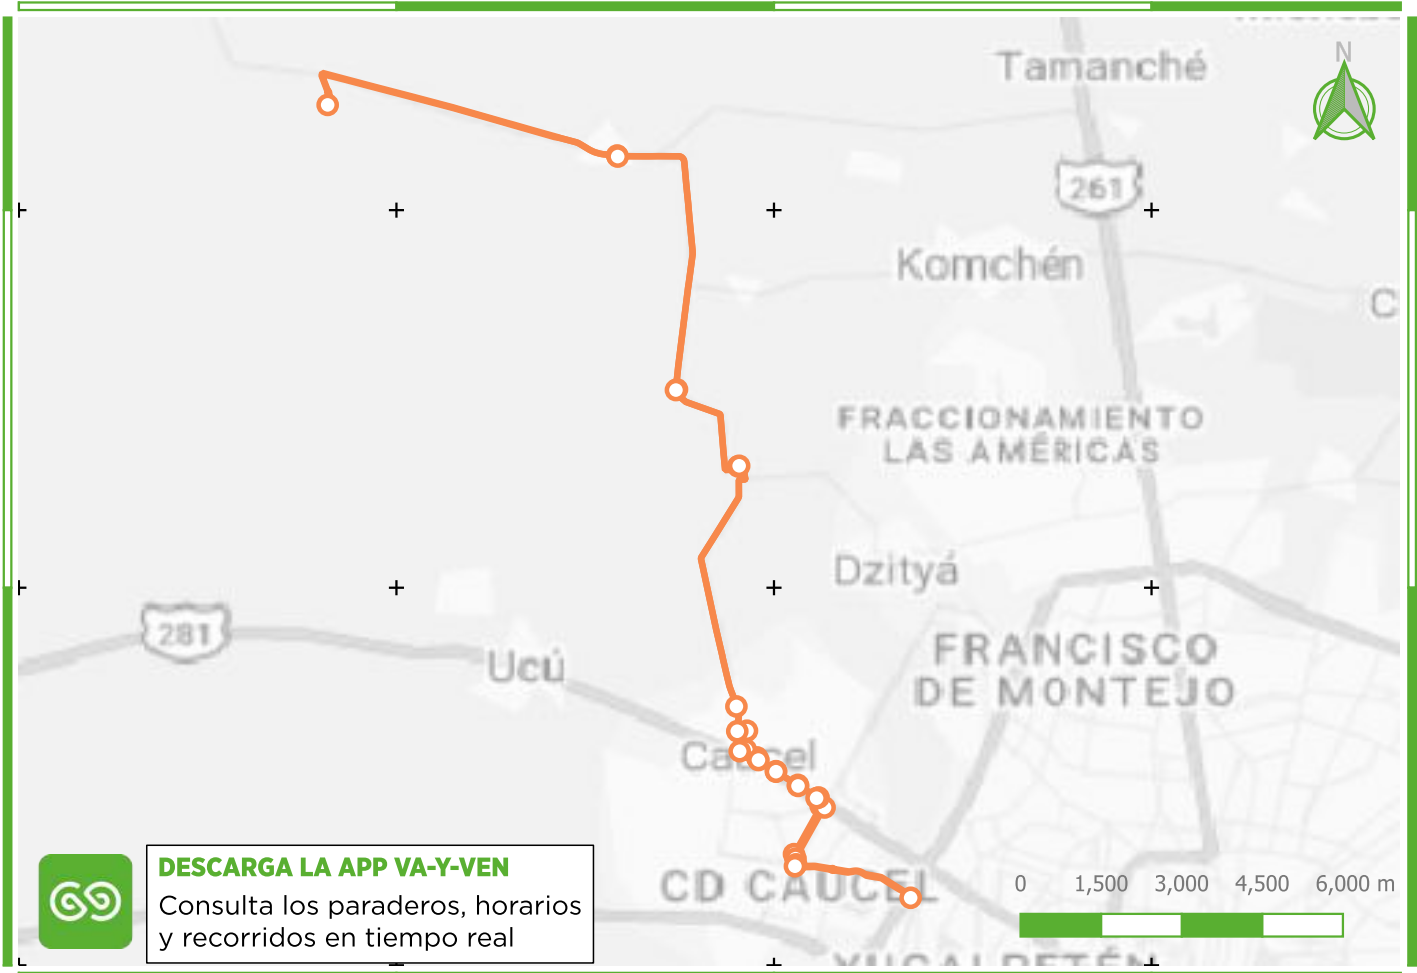 Tamanché
N
261
Komchén
C
FRACCIONAMIENTO
LAS AMÉRICAS
Dzityá
281
Ucú
FRANCISCO
DE MONTEJO
Caucel
CD CAUCEL
0 1,500 3,000 4,500 6,000 m
DESCARGA LA APP VA-Y-VEN
Consulta los paraderos, horarios
y recorridos en tiempo real